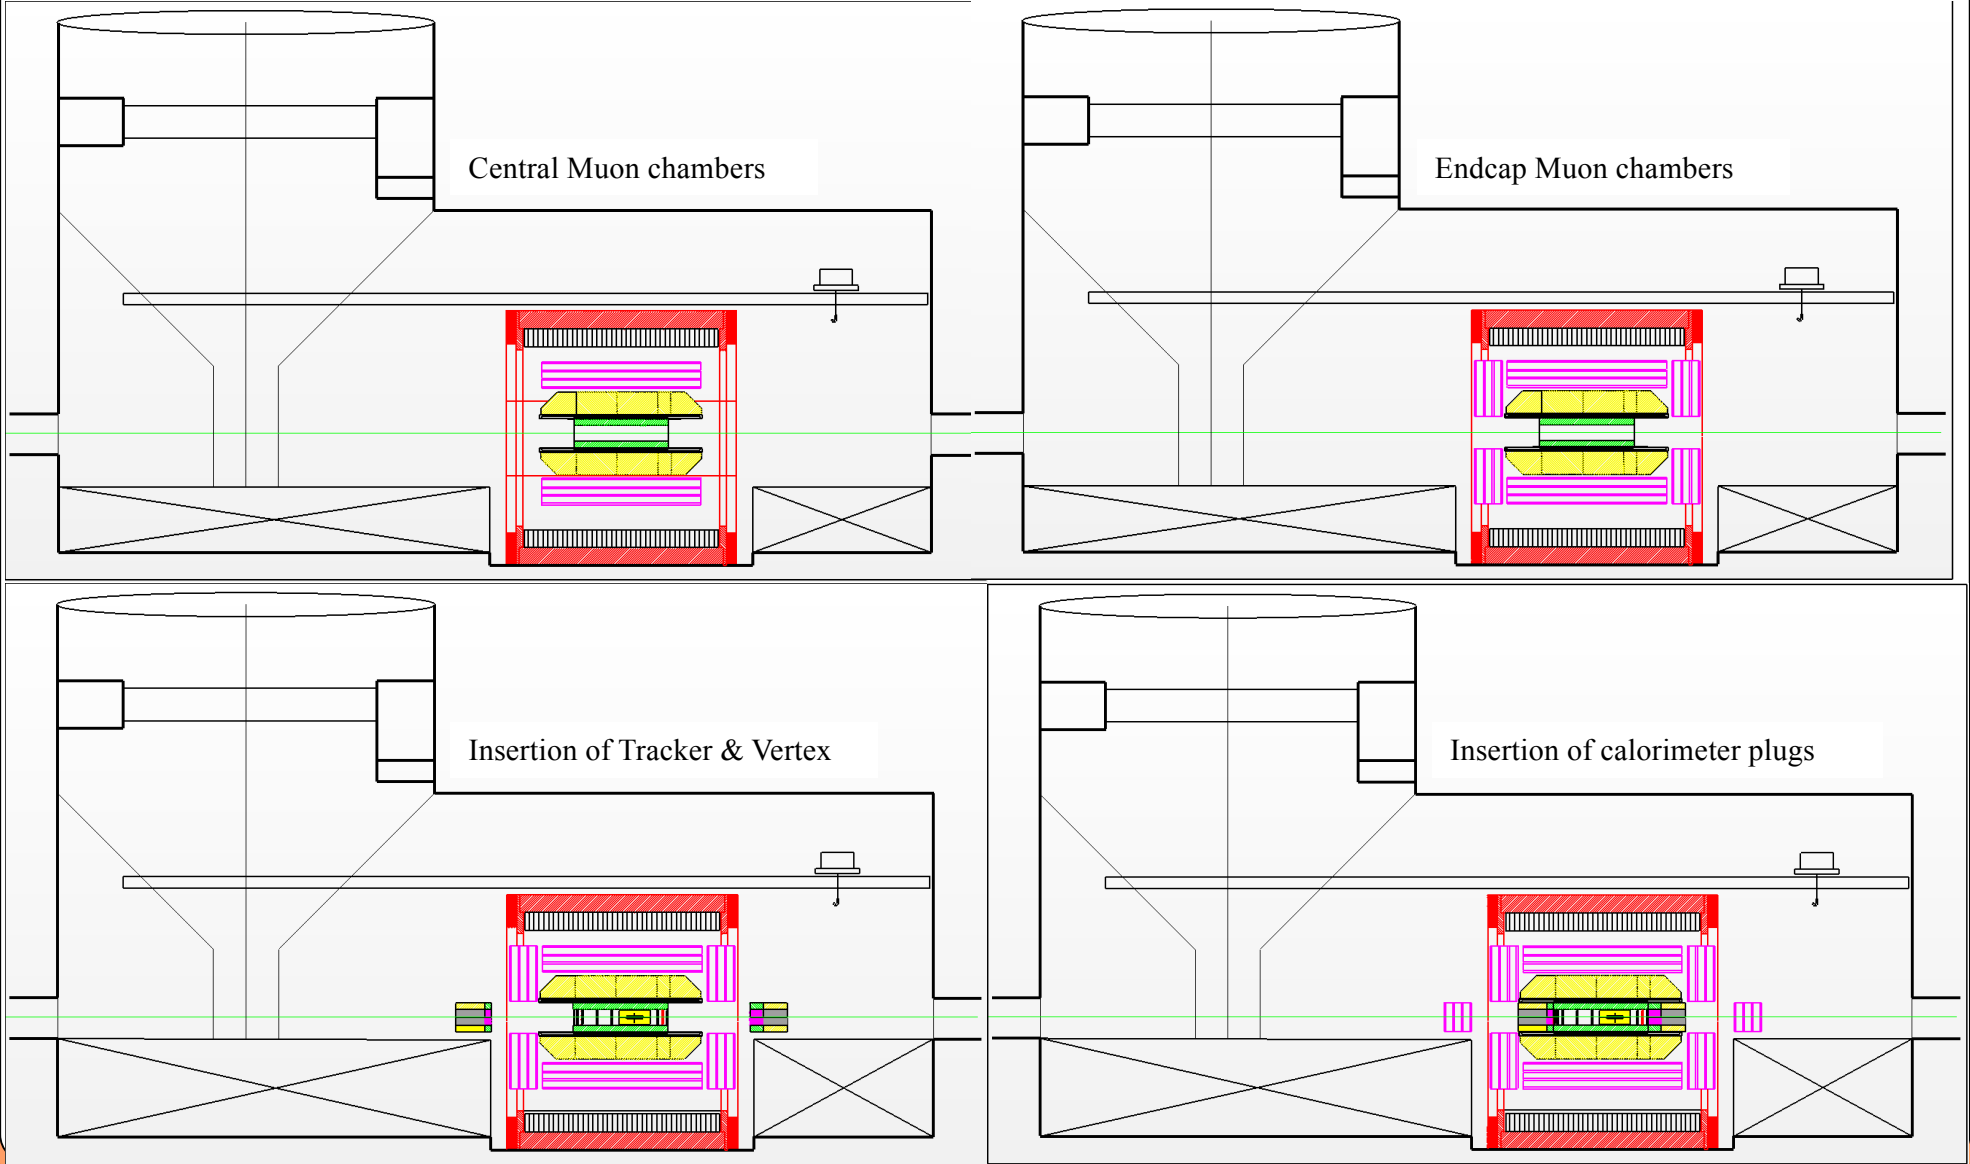 Central Muon chambers
Endcap Muon chambers
Insertion of Tracker & Vertex
Insertion of calorimeter plugs